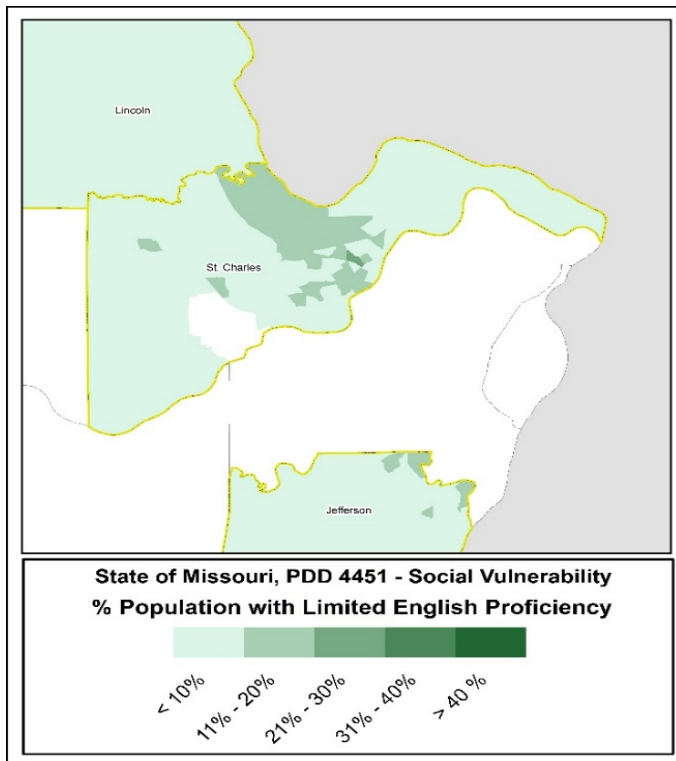 Lincoln
St. Charles
Jefferson
State of Missouri, PDD 4451 - Social Vulnerability
% Population with Limited English Proficiency
< 10%
11% - 20%
21% - 30%
31% - 40%
> 40 %